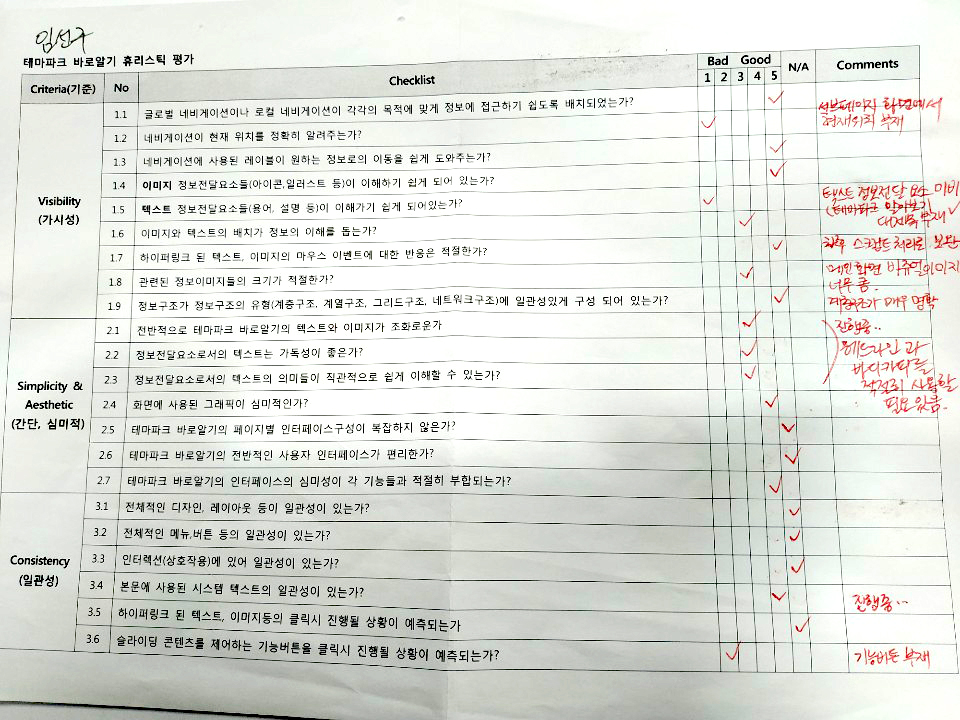 임선구
테마파크 바로알기 휴리스틱 평가
Criteria(기준) No Checklist Bad Good N/A Comments
1 2 3 4 5
Visibility
(가시성)
1.1 글로벌 네비게이션이나 로컬 네비게이션이 각각의 목적에 맞게 정보에 접근하기 쉽도록 배치되었는가? ✓ 서브페이지 화면에서
현재위치 부재
1.2 네비게이션이 현재 위치를 정확히 알려주는가? ✓
1.3 네비게이션에 사용된 레이블이 원하는 정보로의 이동을 쉽게 도와주는가? ✓
1.4 이미지 정보전달요소들(아이콘,일러스트 등)이 이해하기 쉽게 되어 있는가? ✓
1.5 텍스트 정보전달요소들(용어, 설명 등)이 이해가기 쉽게 되어있는가? ✓ 텍스트 정보전달 요소 미비
(테마파크 알아보기
대제목 부재 ✓
1.6 이미지와 텍스트의 배치가 정보의 이해를 돕는가? ✓
1.7 하이퍼링크 된 텍스트, 이미지의 마우스 이벤트에 대한 반응은 적절한가? ✓ 차후 스크립트 처리로 보완
1.8 관련된 정보이미지들의 크기가 적절한가? ✓ 메인화면 비쥬얼이미지
너무 큼.
1.9 정보구조가 정보구조의 유형(계층구조, 계열구조, 그리드구조, 네트워크구조)에 일관성있게 구성 되어 있는가? ✓ 계층구조가 매우 명확
Simplicity &
Aesthetic
(간단, 심미적)
2.1 전반적으로 테마파크 바로알기의 텍스트와 이미지가 조화로운가 ✓ 진행중..
2.2 정보전달요소로서의 텍스트는 가독성이 좋은가? ✓ 헤드라인과
바디카피를
2.3 정보전달요소로서의 텍스트의 의미들이 직관적으로 쉽게 이해할 수 있는가? ✓ 적절히 사용할
필요있음.
2.4 화면에 사용된 그래픽이 심미적인가? ✓
2.5 테마파크 바로알기의 페이지별 인터페이스구성이 복잡하지 않은가? ✓
2.6 테마파크 바로알기의 전반적인 사용자 인터페이스가 편리한가? ✓
2.7 테마파크 바로알기의 인터페이스의 심미성이 각 기능들과 적절히 부합되는가? ✓
Consistency
(일관성)
3.1 전체적인 디자인, 레이아웃 등이 일관성이 있는가? ✓
3.2 전체적인 메뉴,버튼 등의 일관성이 있는가? ✓
3.3 인터렉션(상호작용)에 있어 일관성이 있는가? ✓
3.4 본문에 사용된 시스템 텍스트의 일관성이 있는가? ✓ 진행중..
3.5 하이퍼링크 된 텍스트, 이미지등의 클릭시 진행될 상황이 예측되는가 ✓
3.6 슬라이딩 콘텐츠를 제어하는 기능버튼을 클릭시 진행될 상황이 예측되는가? ✓ 기능버튼 부재